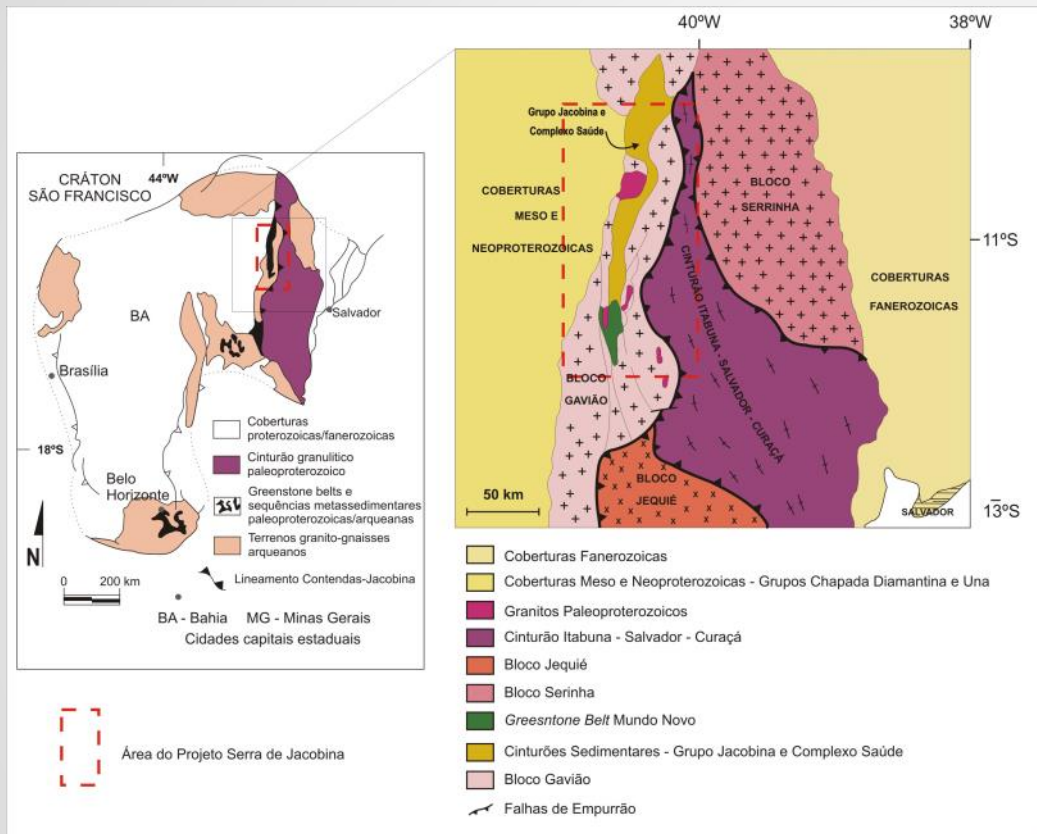 40ºW
38ºW
Grupo Jacobina e
Complexo Saúde
COBERTURAS
MESO E
NEOPROTEROZOICAS
BLOCO
SERRINHA
11ºS
COBERTURAS
FANEROZOICAS
CINTURÃO ITABUNA - SALVADOR - CURAÇÁ
BLOCO
GAVIÃO
BLOCO
JEQUIÉ
50 km
SALVADOR
13ºS
CRÁTON
SÃO FRANCISCO
44ºW
BA
Salvador
Brasília
18ºS
Belo
Horizonte
MG
N
0 200 km
Coberturas
proterozoicas/fanerozoicas
Cinturão granulitico
paleoproterozoico
Greenstone belts e
sequências metassedimentares
paleoproterozoicas/arqueanas
Terrenos granito-gnaisses
arqueanos
Lineamento Contendas-Jacobina
BA - Bahia MG - Minas Gerais
Cidades capitais estaduais
Área do Projeto Serra de Jacobina
Coberturas Fanerozoicas
Coberturas Meso e Neoproterozoicas - Grupos Chapada Diamantina e Una
Granitos Paleoproterozoicos
Cinturão Itabuna - Salvador - Curaçá
Bloco Jequié
Bloco Serinha
Greesntone Belt Mundo Novo
Cinturões Sedimentares - Grupo Jacobina e Complexo Saúde
Bloco Gavião
Falhas de Empurrão